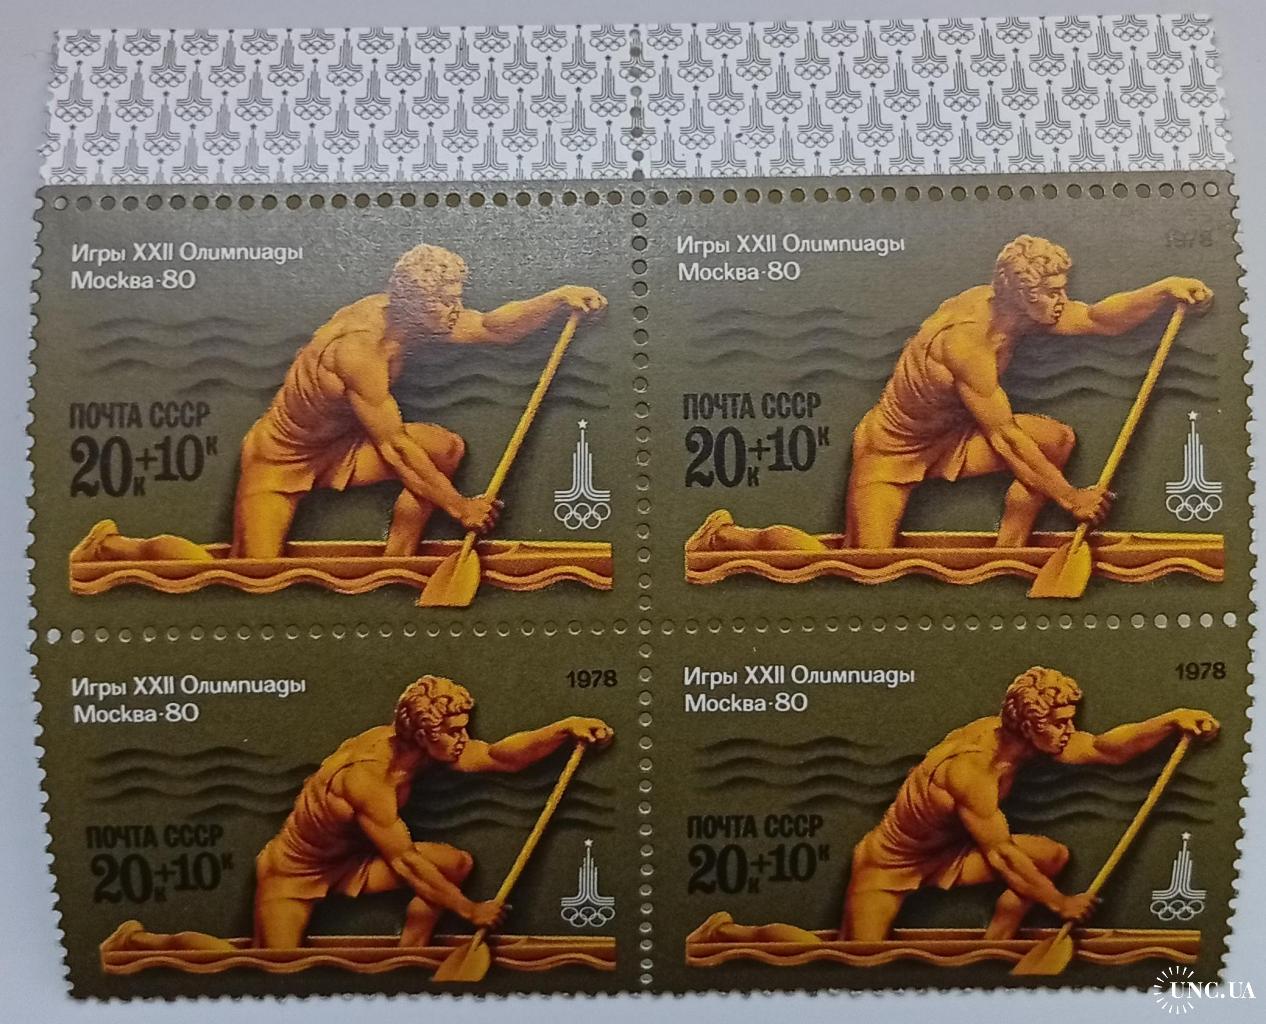 Игры XXII Олимпиады
Москва-80
ПОЧТА СССР
20к+10к
Игры XXII Олимпиады
Москва-80
1978
ПОЧТА СССР
20к+10к
Игры XXII Олимпиады
Москва-80
1978
ПОЧТА СССР
20к+10к
Игры XXII Олимпиады
Москва-80
1978
ПОЧТА СССР
20к+10к
UNC.UA